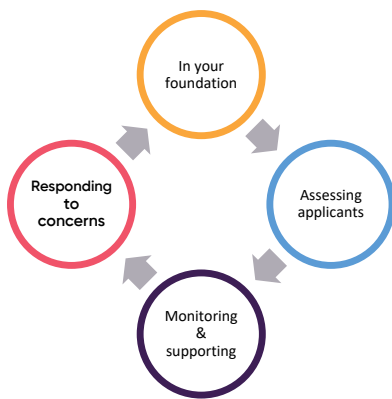 In your
foundation
Assessing
applicants
Monitoring
&
supporting
Responding
to
concerns